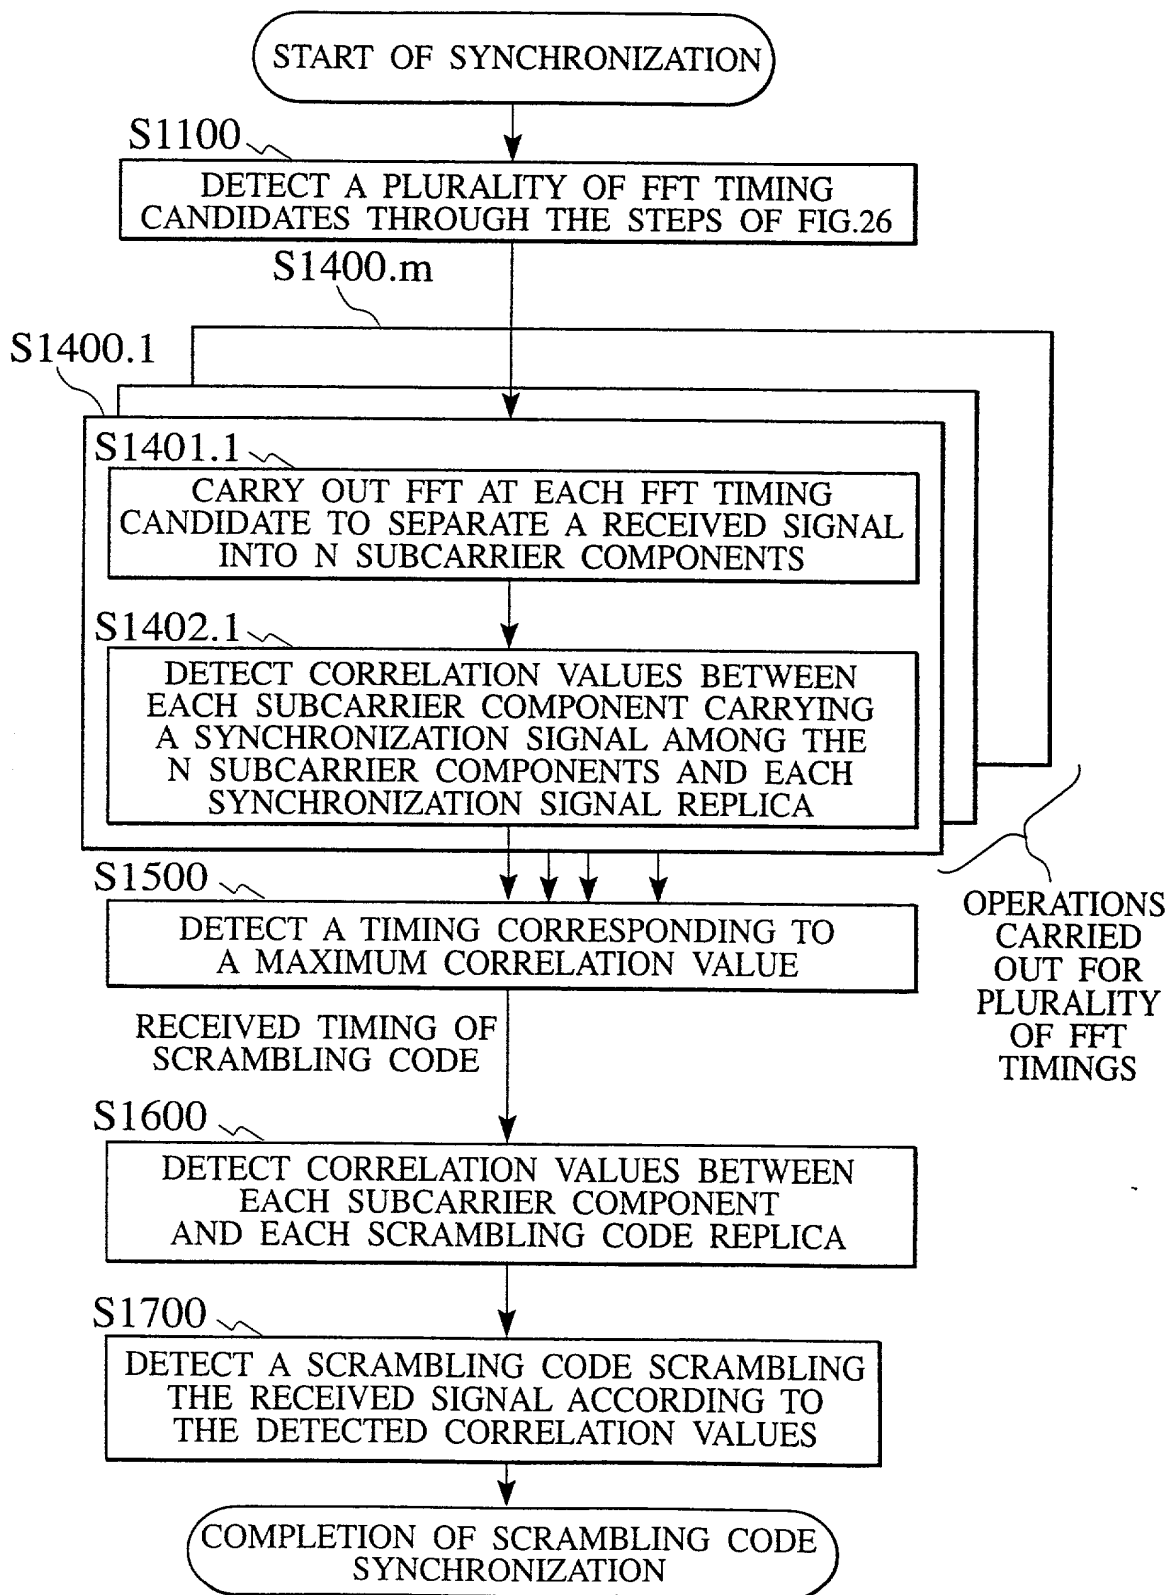 START OF SYNCHRONIZATION
S1100
DETECT A PLURALITY OF FFT TIMING
CANDIDATES THROUGH THE STEPS OF FIG.26
S1400.m
S1400.1
S1401.1
CARRY OUT FFT AT EACH FFT TIMING
CANDIDATE TO SEPARATE A RECEIVED SIGNAL
INTO N SUBCARRIER COMPONENTS
S1402.1
DETECT CORRELATION VALUES BETWEEN
EACH SUBCARRIER COMPONENT CARRYING
A SYNCHRONIZATION SIGNAL AMONG THE
N SUBCARRIER COMPONENTS AND EACH
SYNCHRONIZATION SIGNAL REPLICA
OPERATIONS
CARRIED
OUT FOR
PLURALITY
OF FFT
TIMINGS
S1500
DETECT A TIMING CORRESPONDING TO
A MAXIMUM CORRELATION VALUE
RECEIVED TIMING OF
SCRAMBLING CODE
S1600
DETECT CORRELATION VALUES BETWEEN
EACH SUBCARRIER COMPONENT
AND EACH SCRAMBLING CODE REPLICA
S1700
DETECT A SCRAMBLING CODE SCRAMBLING
THE RECEIVED SIGNAL ACCORDING TO
THE DETECTED CORRELATION VALUES
COMPLETION OF SCRAMBLING CODE
SYNCHRONIZATION